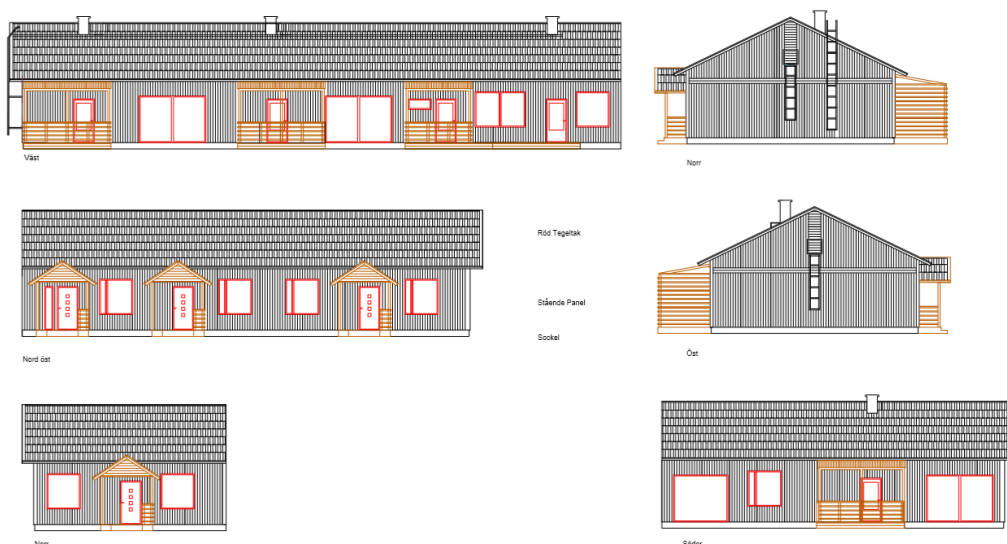 Väst
Norr
Röd Tegeltak
Stående Panel
Sockel
Nord öst
Öst
Norr
Söder